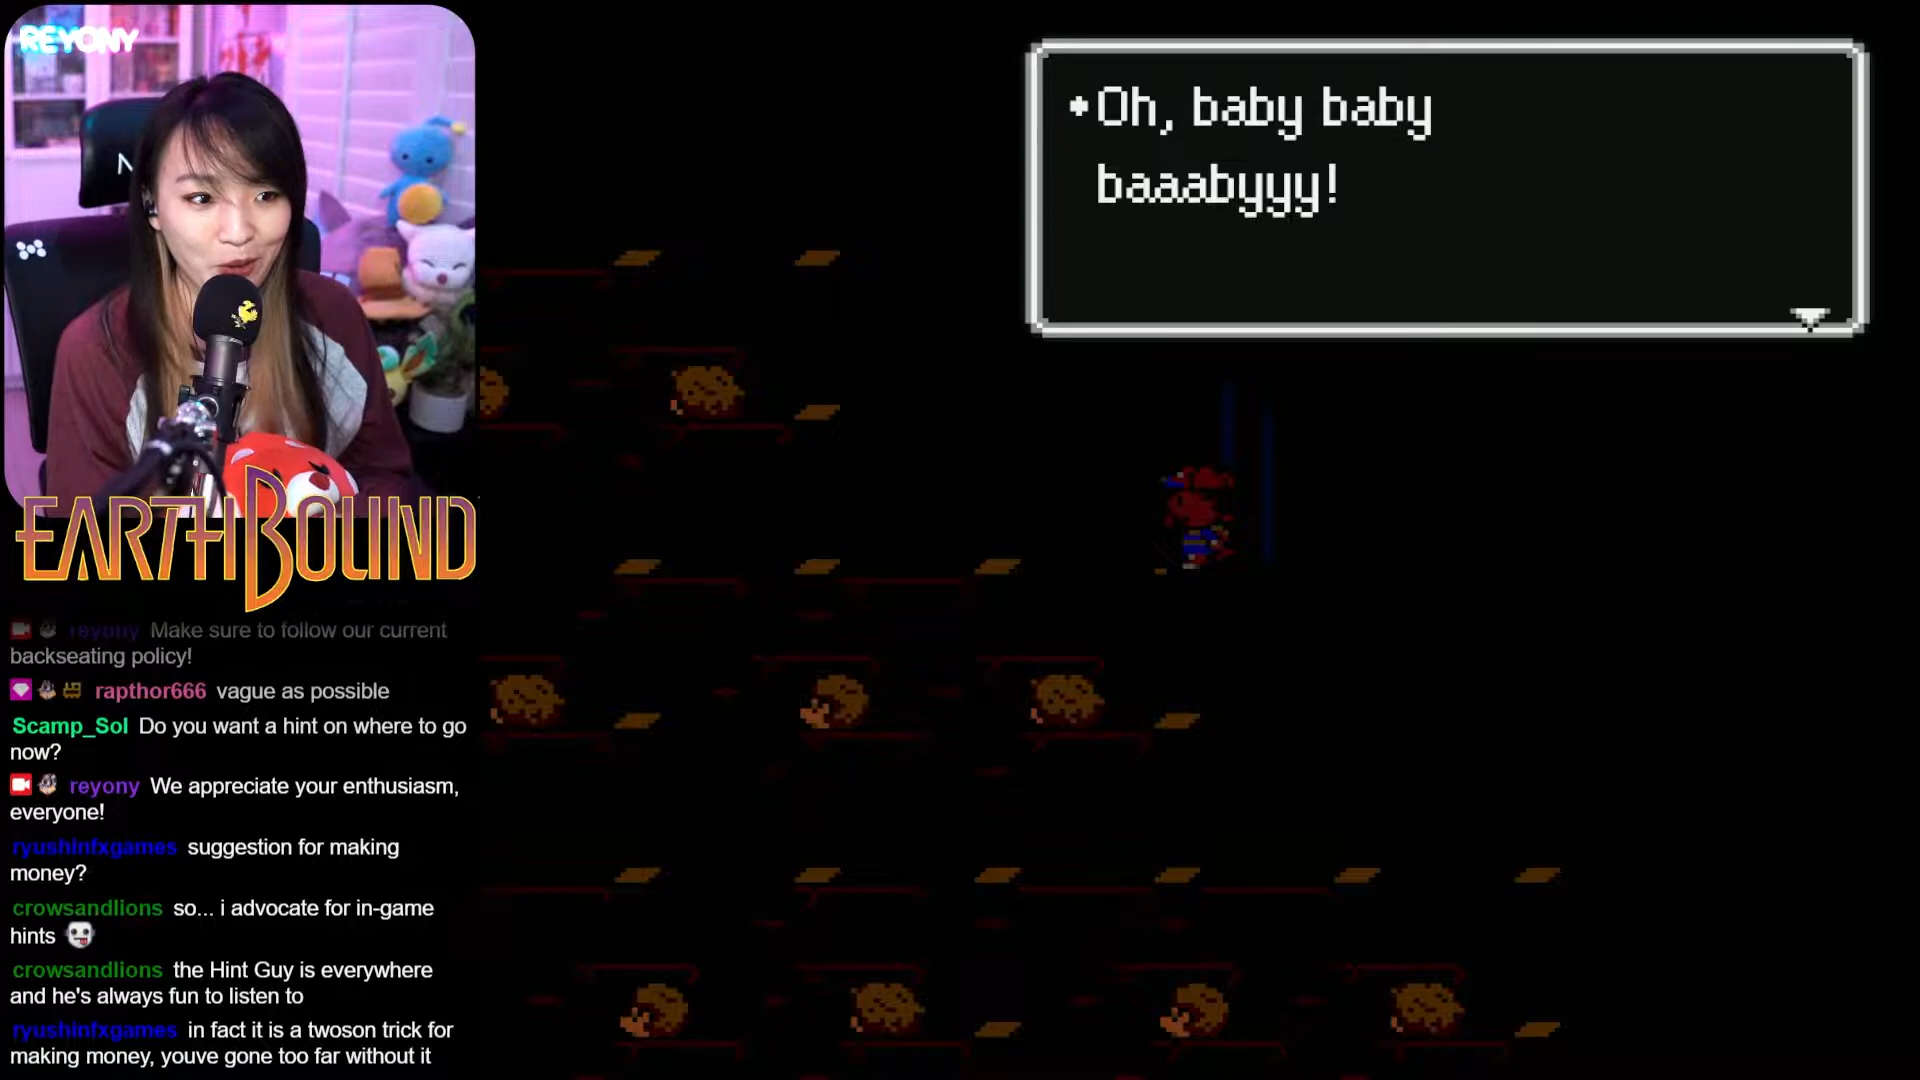 REYONY
Oh, baby baby
baaabyyy!
EARTHBOUND
reyony Make sure to follow our current
backseating policy!
rapthor666 vague as possible
Scamp_Sol Do you want a hint on where to go
now?
reyony We appreciate your enthusiasm,
everyone!
ryushinfxgames suggestion for making
money?
crowsandlions so... i advocate for in-game
hints
crowsandlions the Hint Guy is everywhere
and he's always fun to listen to
ryushinfxgames in fact it is a twoson trick for
making money, youve gone too far without it